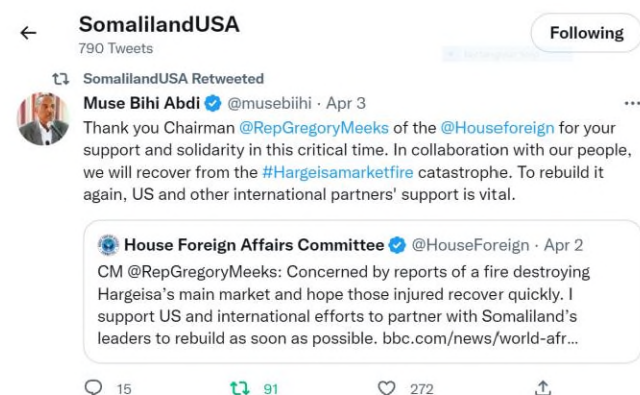 SomalilandUSA
790 Tweets
Following
SomalilandUSA Retweeted
Muse Bihi Abdi @musebiihi · Apr 3
Thank you Chairman @RepGregoryMeeks of the @Houseforeign for your
support and solidarity in this critical time. In collaboration with our people,
we will recover from the #Hargeisamarketfire catastrophe. To rebuild it
again, US and other international partners' support is vital.
House Foreign Affairs Committee @HouseForeign · Apr 2
CM @RepGregoryMeeks: Concerned by reports of a fire destroying
Hargeisa's main market and hope those injured recover quickly. I
support US and international efforts to partner with Somaliland's
leaders to rebuild as soon as possible. bbc.com/news/world-afr...
15 91 272